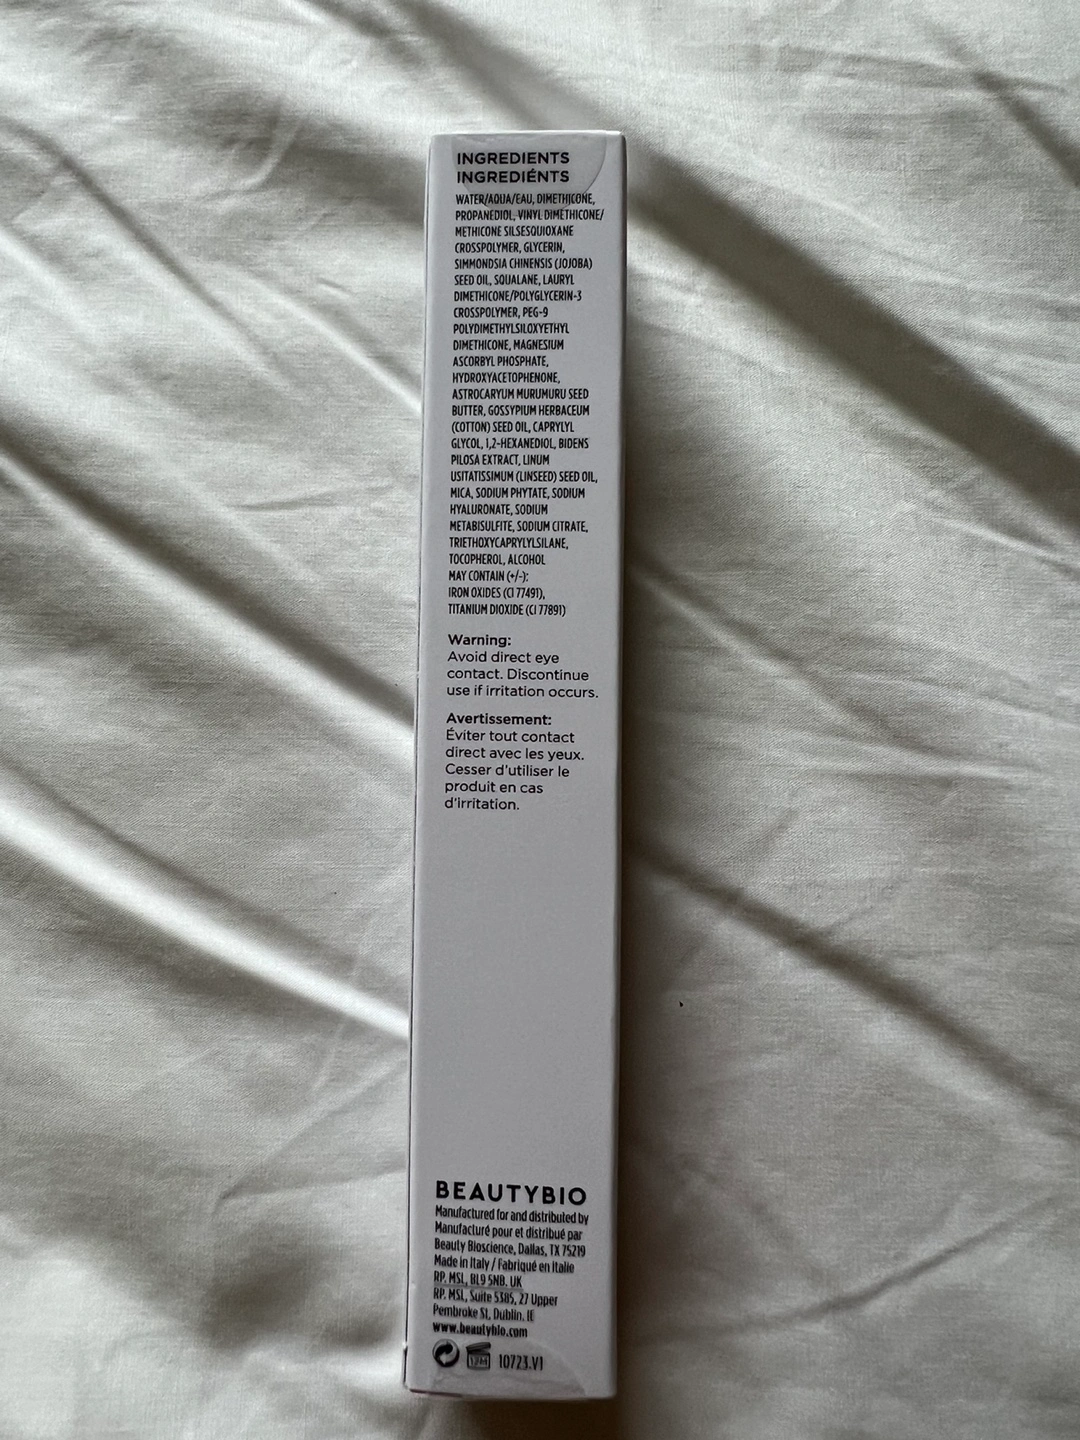 INGREDIENTS
INGREDIÉNTS
WATER/AQUA/EAU, DIMETHICONE,
PROPANEDIOL, VINYL DIMETHICONE/
METHICONE SILSESQUIOXANE
CROSSPOLYMER, GLYCERIN,
SIMMONDSIA CHINENSIS (JOJOBA)
SEED OIL, SQUALANE, LAURYL
DIMETHICONE/POLYGLYCERIN-3
CROSSPOLYMER, PEG-9
POLYDIMETHYLSILOXYETHYL
DIMETHICONE, MAGNESIUM
ASCORBYL PHOSPHATE,
HYDROXYACETOPHENONE,
ASTROCARYUM MURUMURU SEED
BUTTER, GOSSYPIUM HERBACEUM
(COTTON) SEED OIL, CAPRYLYL
GLYCOL, 1,2-HEXANEDIOL, BIDENS
PILOSA EXTRACT, LINUM
USITATISSIMUM (LINSEED) SEED OIL,
MICA, SODIUM PHYTATE, SODIUM
HYALURONATE, SODIUM
METABISULFITE, SODIUM CITRATE,
TRIETHOXYCAPRYLYLSILANE,
TOCOPHEROL, ALCOHOL
MAY CONTAIN (+/-):
IRON OXIDES (CI 77491),
TITANIUM DIOXIDE (CI 77891)
Warning:
Avoid direct eye
contact. Discontinue
use if irritation occurs.
Avertissement:
Éviter tout contact
direct avec les yeux.
Cesser d'utiliser le
produit en cas
d'irritation.
BEAUTYBIO
Manufactured for and distributed by
Manufacturé pour et distribué par
Beauty Bioscience, Dallas, TX 75219
Made in Italy / Fabriqué en Italie
RP. MSL, BL9 5NB. UK
RP. MSL, Suite 5385, 27 Upper
Pembroke St, Dublin. IE
www.beautybio.com
12M 10723.V1